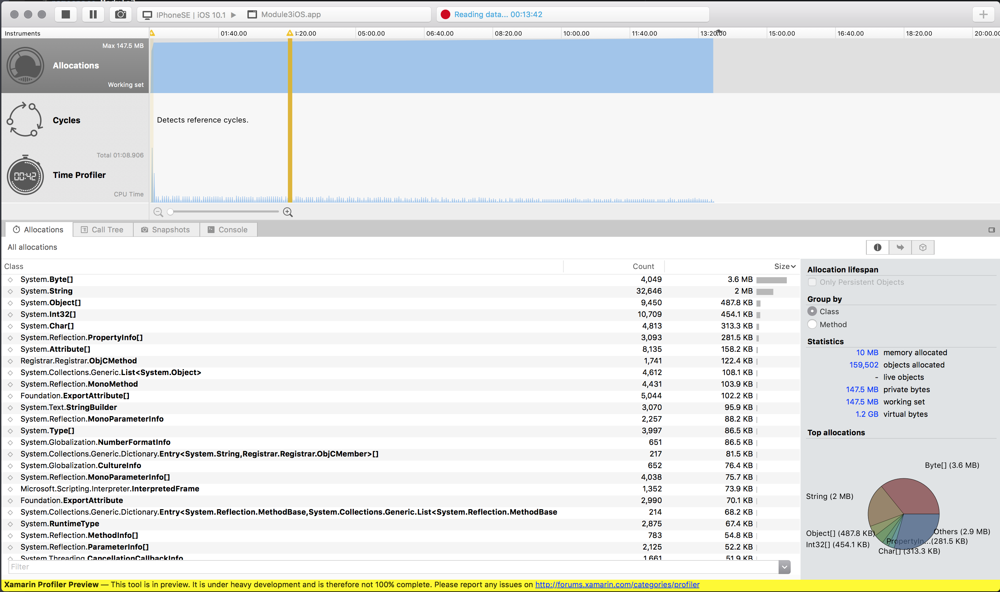 IPhoneSE | iOS 10.1 ▶ Module3iOS.app
Reading data... 00:13:42
Instruments
01:40.00 :20.00 05:00.00 06:40.00 08:20.00 10:00.00 11:40.00 13:20.00 15:00.00 16:40.00 18:20.00 20:00.00
Max 147.5 MB
Allocations
Working set
Cycles
Detects reference cycles.
Total 01:08.906
00:42
Time Profiler
CPU Time
Allocations Call Tree Snapshots Console
All allocations
Class Count Size
System.Byte[] 4,049 3.6 MB
System.String 32,646 2 MB
System.Object[] 9,450 487.8 KB
System.Int32[] 10,709 454.1 KB
System.Char[] 4,813 313.3 KB
System.Reflection.PropertyInfo[] 3,093 281.5 KB
System.Attribute[] 8,135 158.2 KB
Registrar.Registrar.ObjCMethod 1,741 122.4 KB
System.Collections.Generic.List<System.Object> 4,612 108.1 KB
System.Reflection.MonoMethod 4,431 103.9 KB
Foundation.ExportAttribute[] 5,044 102.2 KB
System.Text.StringBuilder 3,070 95.9 KB
System.Reflection.MonoParameterInfo 2,257 88.2 KB
System.Type[] 3,997 86.5 KB
System.Globalization.NumberFormatInfo 651 86.5 KB
System.Collections.Generic.Dictionary.Entry<System.String,Registrar.Registrar.ObjCMember>[] 217 81.5 KB
System.Globalization.CultureInfo 652 76.4 KB
System.Reflection.MonoParameterInfo[] 4,038 75.7 KB
Microsoft.Scripting.Interpreter.InterpretedFrame 1,352 73.9 KB
Foundation.ExportAttribute 2,990 70.1 KB
System.Collections.Generic.Dictionary.Entry<System.Reflection.MethodBase,System.Collections.Generic.List<System.Reflection.MethodBase 214 68.2 KB
System.RuntimeType 2,875 67.4 KB
System.Reflection.MethodInfo[] 783 54.8 KB
System.Reflection.ParameterInfo[] 2,125 52.2 KB
System.Threading.CancellationCallbackInfo 1,661 51.9 KB
Filter
Allocation lifespan
Only Persistent Objects
Group by
Class
Method
Statistics
10 MB memory allocated
159,502 objects allocated
- live objects
147.5 MB private bytes
147.5 MB working set
1.2 GB virtual bytes
Top allocations
Byte[] (3.6 MB)
String (2 MB)
Others (2.9 MB)
Object[] (487.8 KB)
PropertyIn...(281.5 KB)
Int32[] (454.1 KB)
Char[] (313.3 KB)
Xamarin Profiler Preview — This tool is in preview. It is under heavy development and is therefore not 100% complete. Please report any issues on http://forums.xamarin.com/categories/profiler